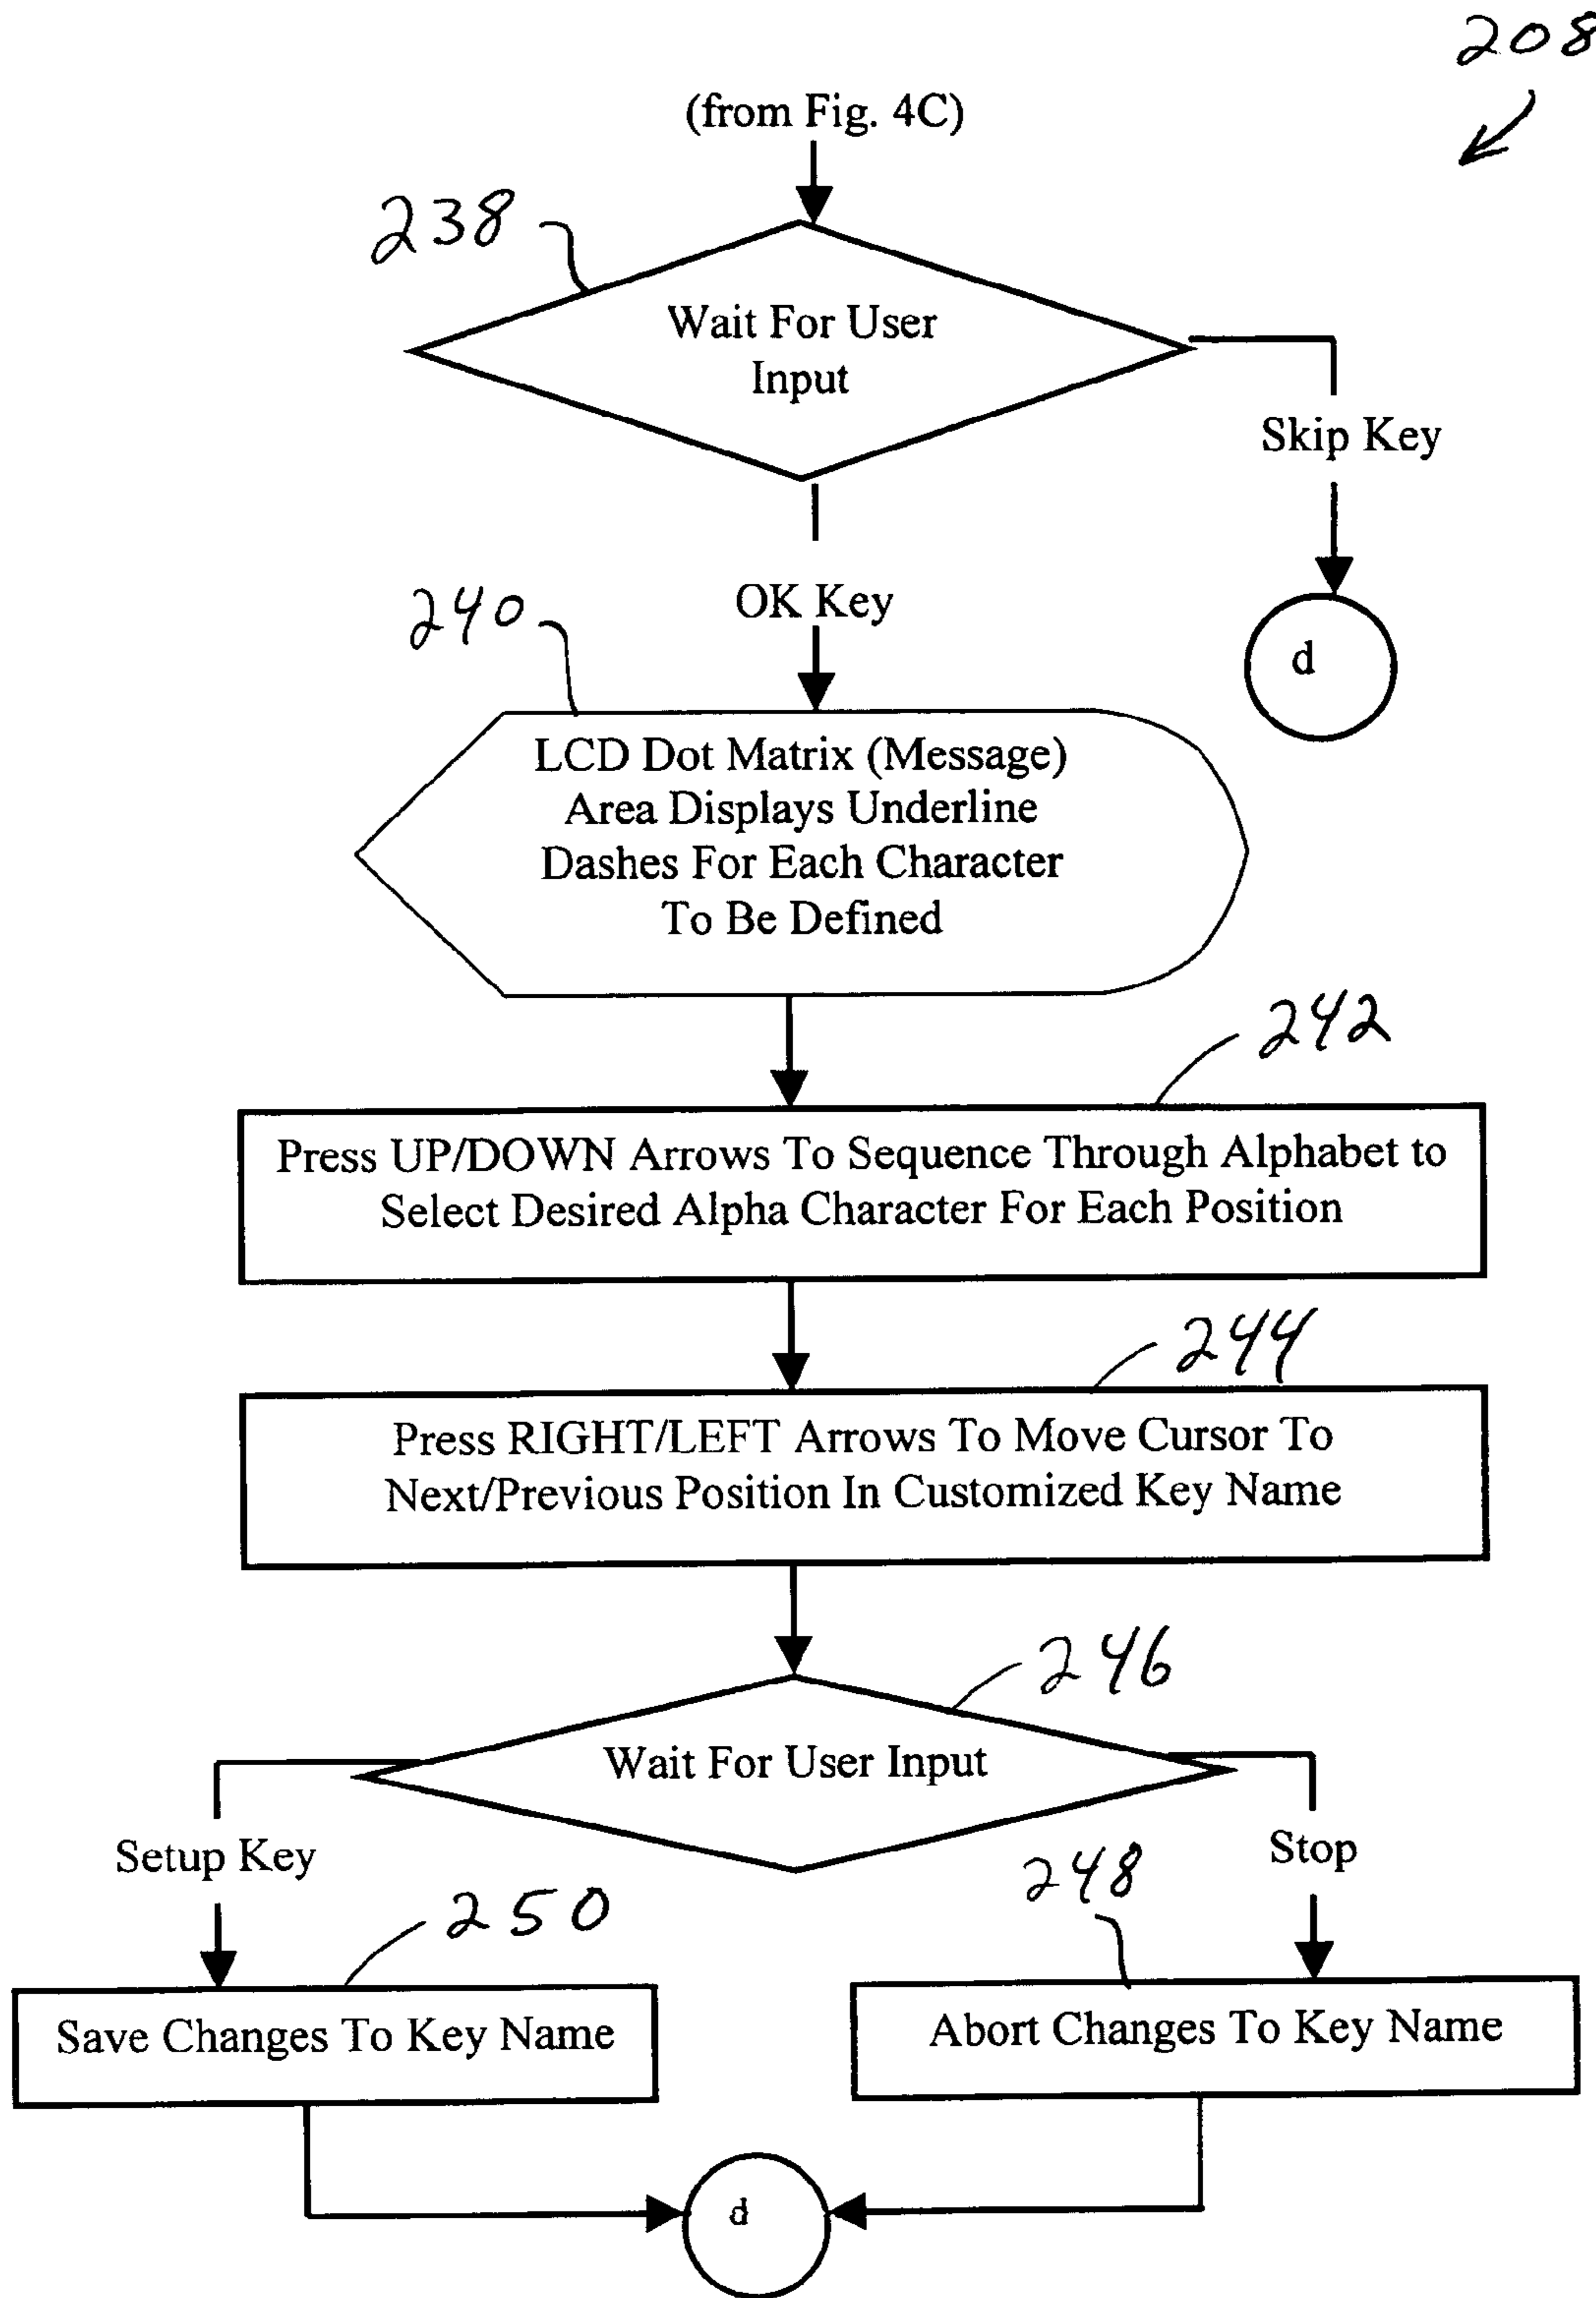 208
(from Fig. 4C)
238
Wait For User
Input
Skip Key
OK Key
240
d
LCD Dot Matrix (Message)
Area Displays Underline
Dashes For Each Character
To Be Defined
242
Press UP/DOWN Arrows To Sequence Through Alphabet to
Select Desired Alpha Character For Each Position
244
Press RIGHT/LEFT Arrows To Move Cursor To
Next/Previous Position In Customized Key Name
246
Wait For User Input
Setup Key
Stop
248
250
Save Changes To Key Name
Abort Changes To Key Name
d